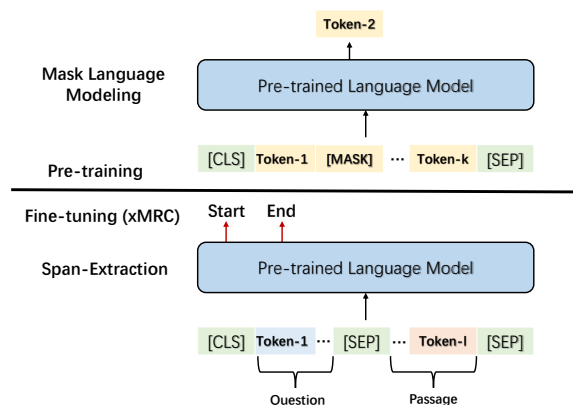 Token-2
Mask Language
Modeling
Pre-trained Language Model
[CLS] Token-1 [MASK] ... Token-k [SEP]
Pre-training
Fine-tuning (xMRC) Start End
Span-Extraction
Pre-trained Language Model
[CLS] Token-1 ... [SEP] ... Token-l [SEP]
Question Passage